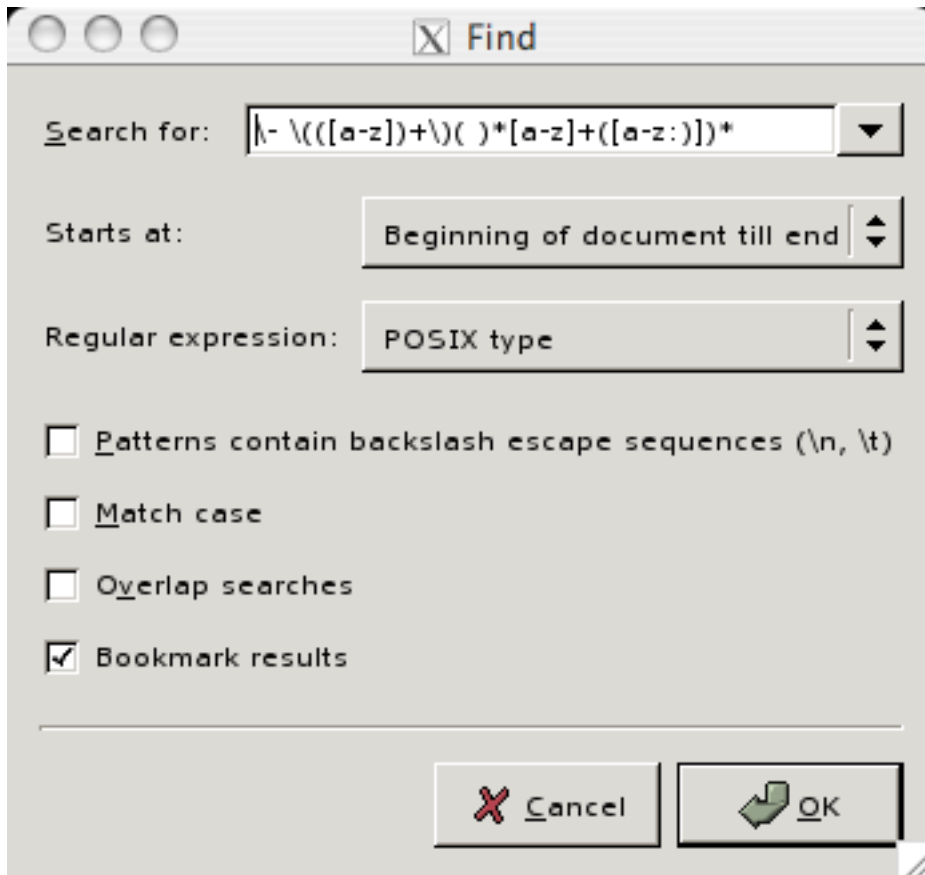 Find
Search for: \- \(([a-z])+\)( )*[a-z]+([a-z:)])*
Starts at: Beginning of document till end
Regular expression: POSIX type
Patterns contain backslash escape sequences (\n, \t)
Match case
Overlap searches
Bookmark results
Cancel OK